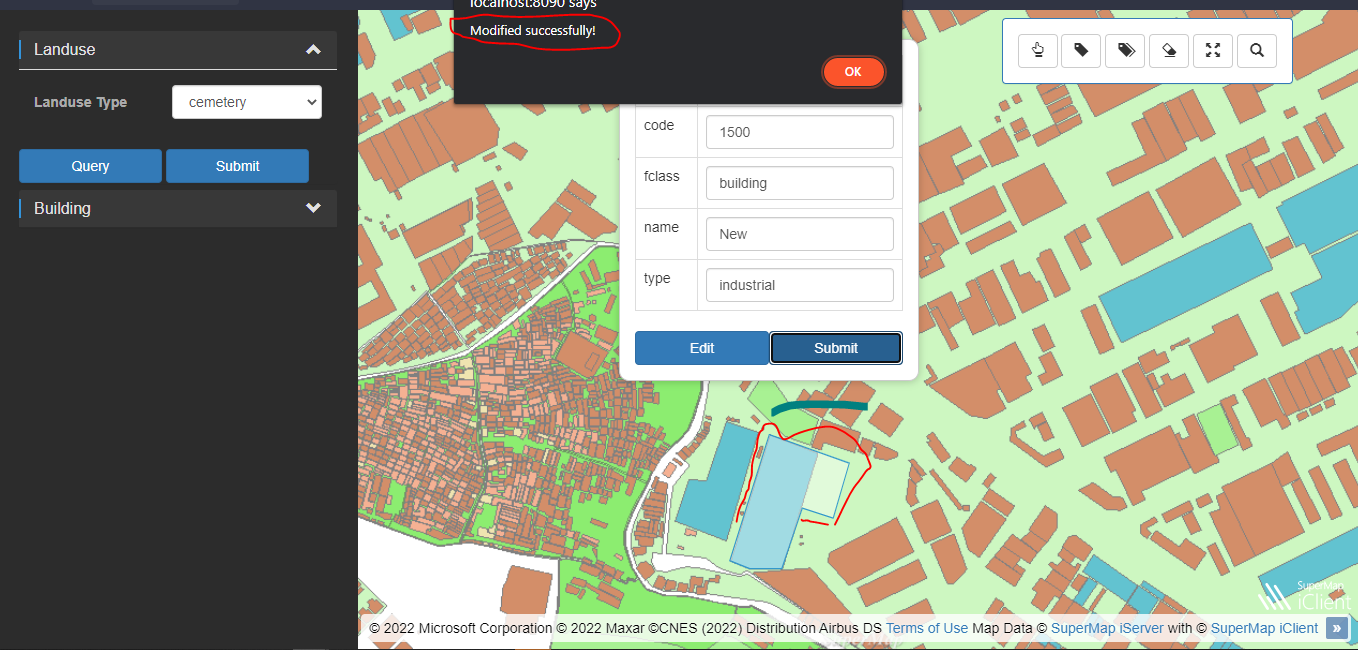 localhost:8090 says
Modified successfully!
OK
Landuse
Landuse Type
cemetery
Query
Submit
Building
code
1500
fclass
building
name
New
type
industrial
Edit
Submit
SuperMap
iClient
© 2022 Microsoft Corporation © 2022 Maxar ©CNES (2022) Distribution Airbus DS Terms of Use Map Data © SuperMap iServer with © SuperMap iClient »